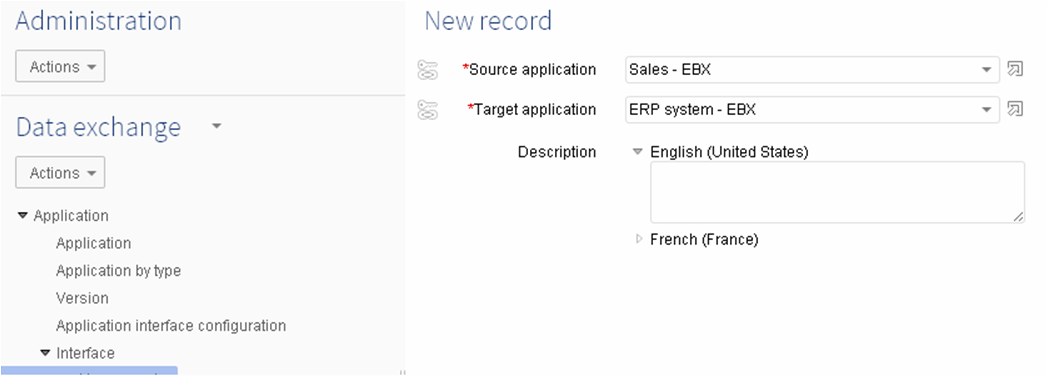 Administration
Actions
Data exchange
Actions
Application
Application
Application by type
Version
Application interface configuration
Interface
New record
*Source application Sales - EBX
*Target application ERP system - EBX
Description English (United States)
French (France)